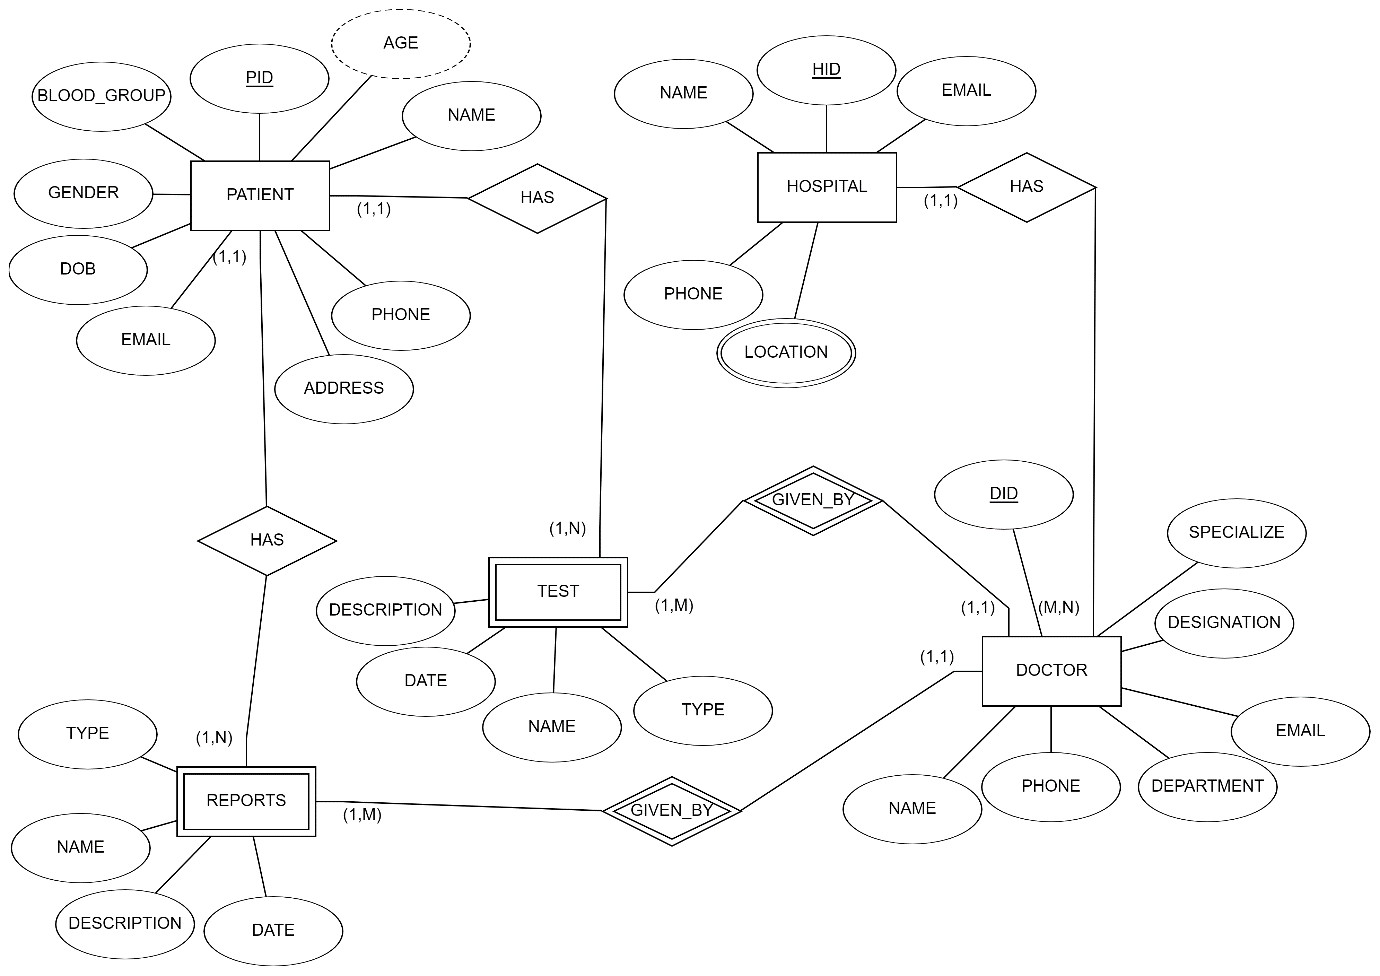 AGE
PID
BLOOD_GROUP
NAME
GENDER
PATIENT
HAS
(1,1)
DOB
(1,1)
EMAIL
PHONE
ADDRESS
HID
NAME
EMAIL
HOSPITAL
HAS
(1,1)
PHONE
LOCATION
DID
GIVEN_BY
SPECIALIZE
HAS
(1,N)
TEST
DESCRIPTION
(1,M)
(1,1)
(M,N)
DESIGNATION
(1,1)
DOCTOR
DATE
NAME
TYPE
EMAIL
PHONE
DEPARTMENT
NAME
TYPE
(1,N)
REPORTS
(1,M)
GIVEN_BY
NAME
DESCRIPTION
DATE